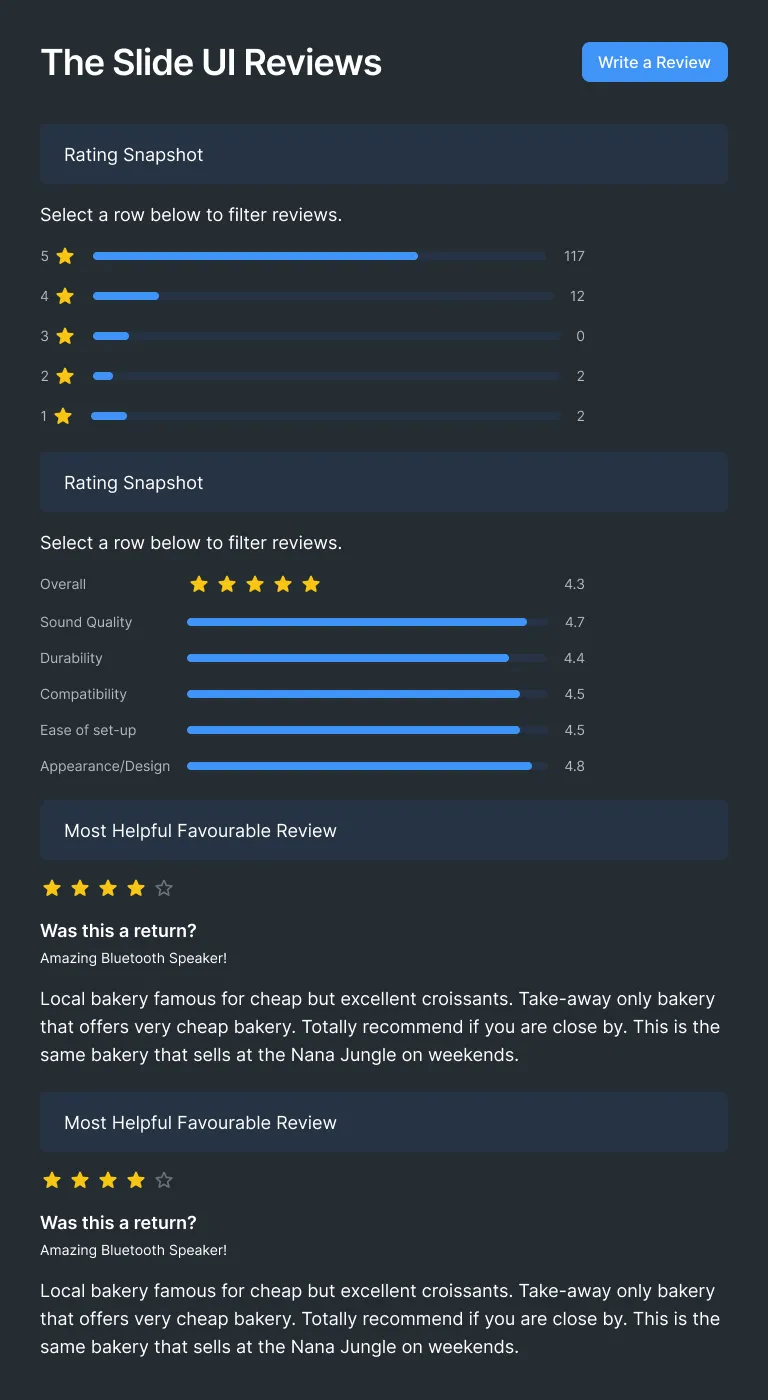 The Slide UI Reviews
Write a Review
Rating Snapshot
Select a row below to filter reviews.
5 117
4 12
3 0
2 2
1 2
Rating Snapshot
Select a row below to filter reviews.
Overall 4.3
Sound Quality 4.7
Durability 4.4
Compatibility 4.5
Ease of set-up 4.5
Appearance/Design 4.8
Most Helpful Favourable Review
Was this a return?
Amazing Bluetooth Speaker!
Local bakery famous for cheap but excellent croissants. Take-away only bakery
that offers very cheap bakery. Totally recommend if you are close by. This is the
same bakery that sells at the Nana Jungle on weekends.
Most Helpful Favourable Review
Was this a return?
Amazing Bluetooth Speaker!
Local bakery famous for cheap but excellent croissants. Take-away only bakery
that offers very cheap bakery. Totally recommend if you are close by. This is the
same bakery that sells at the Nana Jungle on weekends.